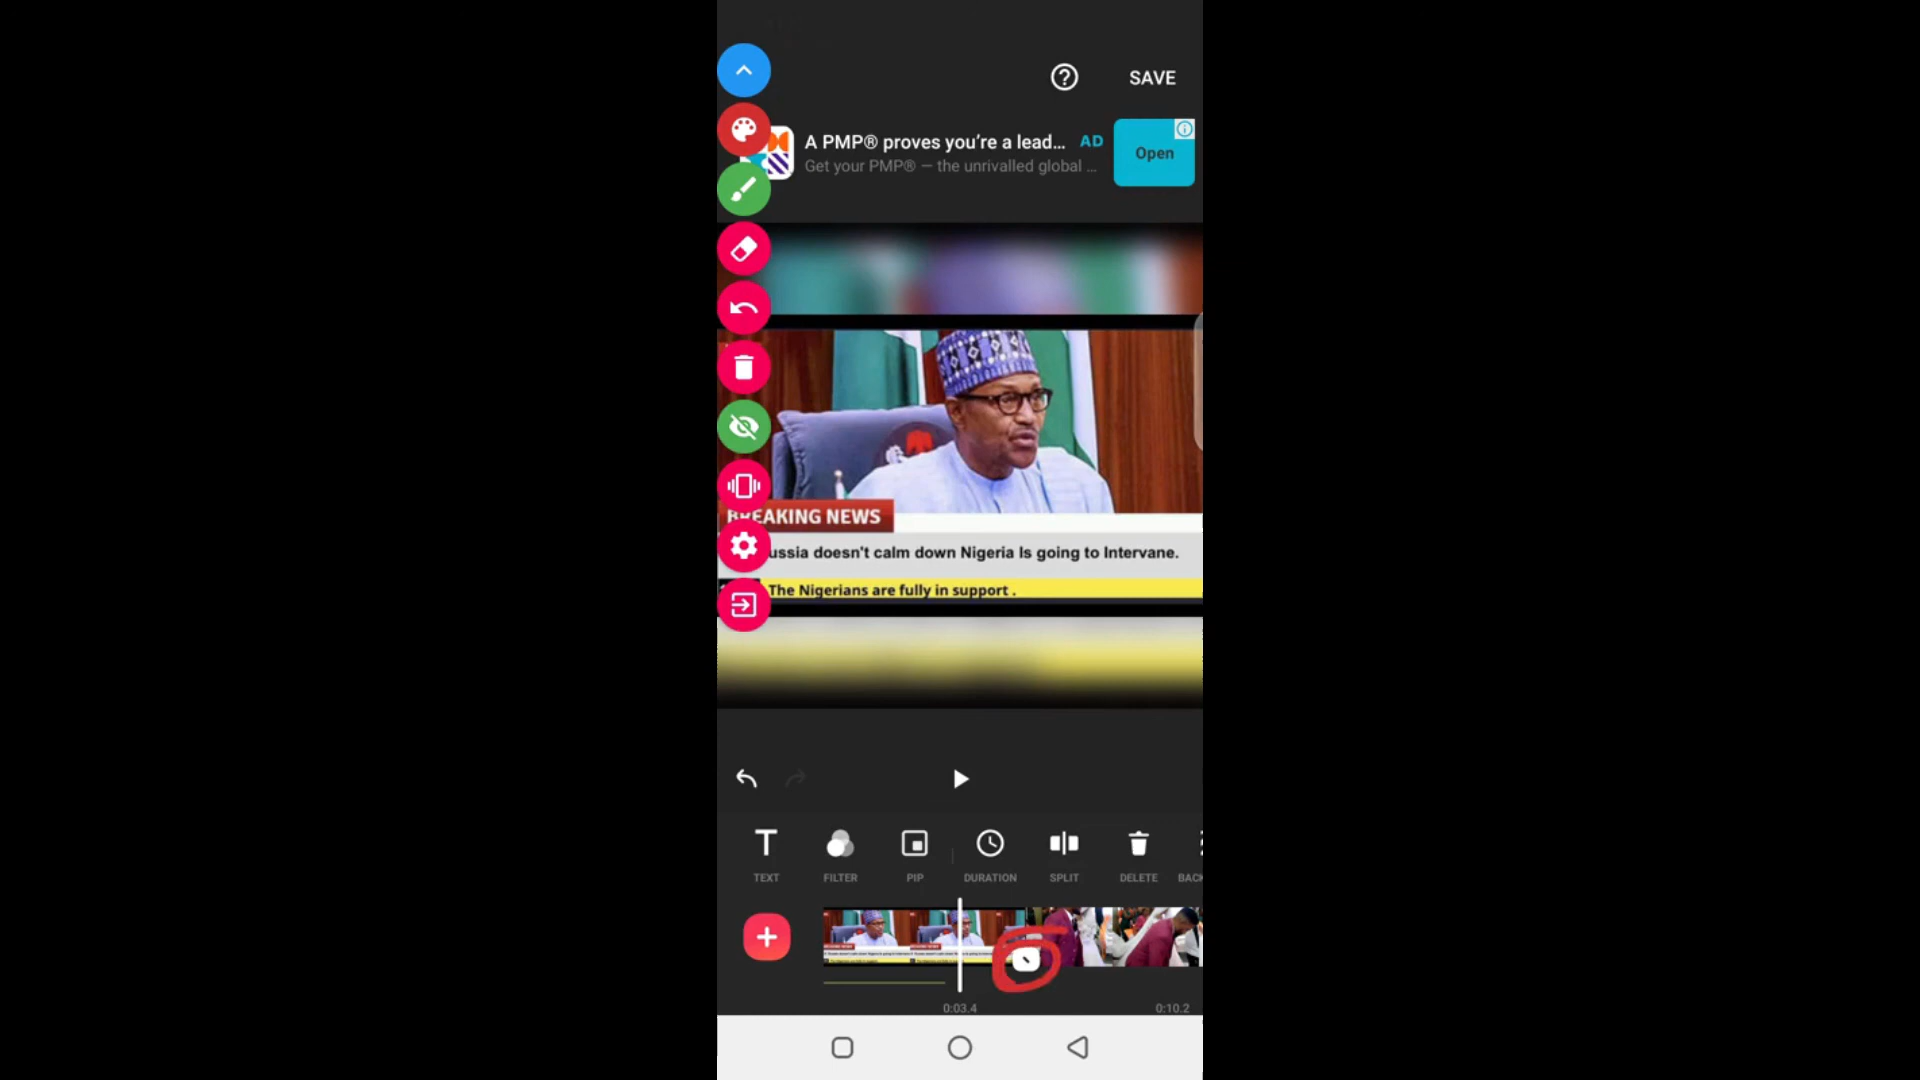 SAVE
A PMP® proves you're a lead... AD
Get your PMP® — the unrivalled global ...
Open
BREAKING NEWS
ussia doesn't calm down Nigeria Is going to Intervane.
The Nigerians are fully in support .
TEXT
FILTER
PIP
DURATION
SPLIT
DELETE
BACK
0:03.4
0:10.2